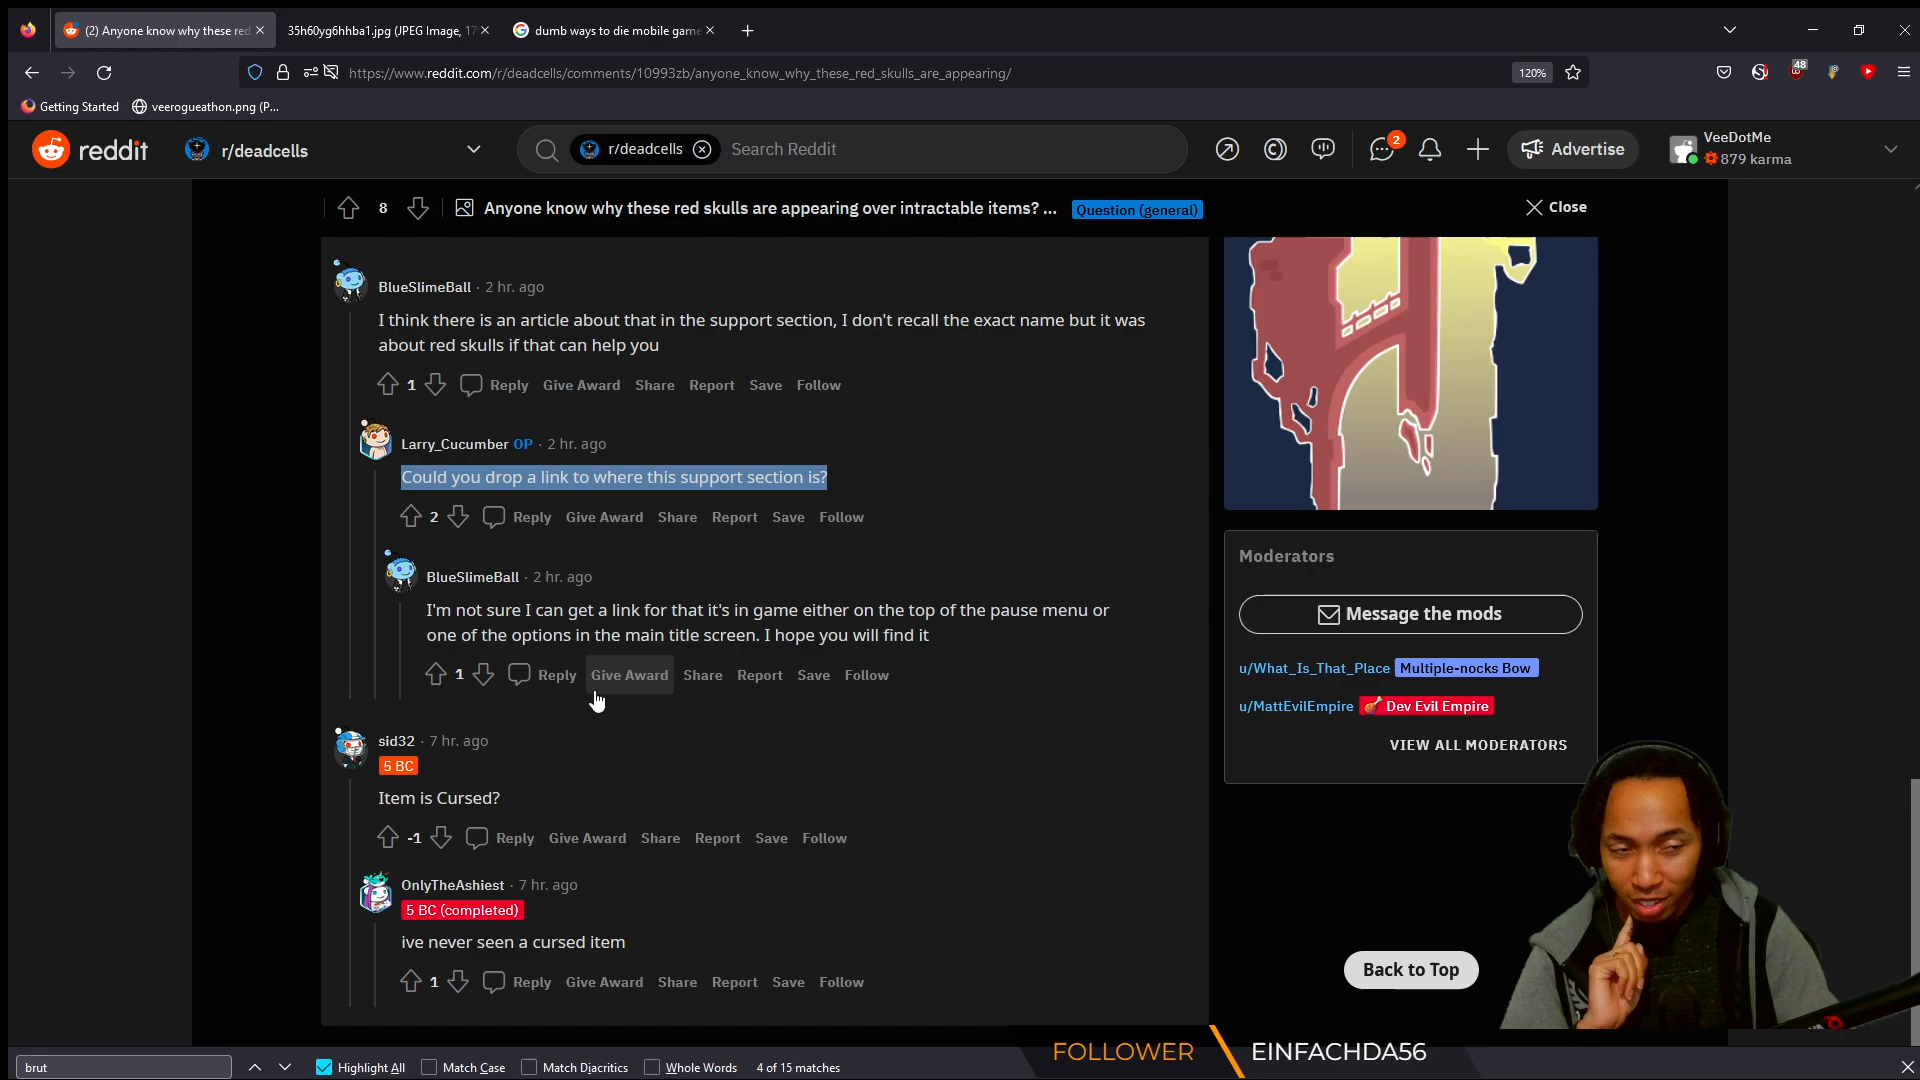 (2) Anyone know why these red
35h60yg6hhba1.jpg (JPEG Image, 17
dumb ways to die mobile game
https://www.reddit.com/r/deadcells/comments/10993zb/anyone_know_why_these_red_skulls_are_appearing/
120%
48
Getting Started
veerogueathon.png (P...
reddit
r/deadcells
r/deadcells
Search Reddit
2
Advertise
VeeDotMe
879 karma
8
Anyone know why these red skulls are appearing over intractable items? ...
Question (general)
Close
BlueSlimeBall · 2 hr. ago
I think there is an article about that in the support section, I don't recall the exact name but it was
about red skulls if that can help you
1
Reply Give Award Share Report Save Follow
Larry_Cucumber OP · 2 hr. ago
Could you drop a link to where this support section is?
2
Reply Give Award Share Report Save Follow
BlueSlimeBall · 2 hr. ago
I'm not sure I can get a link for that it's in game either on the top of the pause menu or
one of the options in the main title screen. I hope you will find it
1
Reply Give Award Share Report Save Follow
sid32 · 7 hr. ago
5 BC
Item is Cursed?
-1
Reply Give Award Share Report Save Follow
OnlyTheAshiest · 7 hr. ago
5 BC (completed)
ive never seen a cursed item
1
Reply Give Award Share Report Save Follow
Moderators
Message the mods
u/What_Is_That_Place Multiple-nocks Bow
u/MattEvilEmpire Dev Evil Empire
VIEW ALL MODERATORS
Back to Top
FOLLOWER
EINFACHDA56
brut
Highlight All
Match Case
Match Diacritics
Whole Words
4 of 15 matches